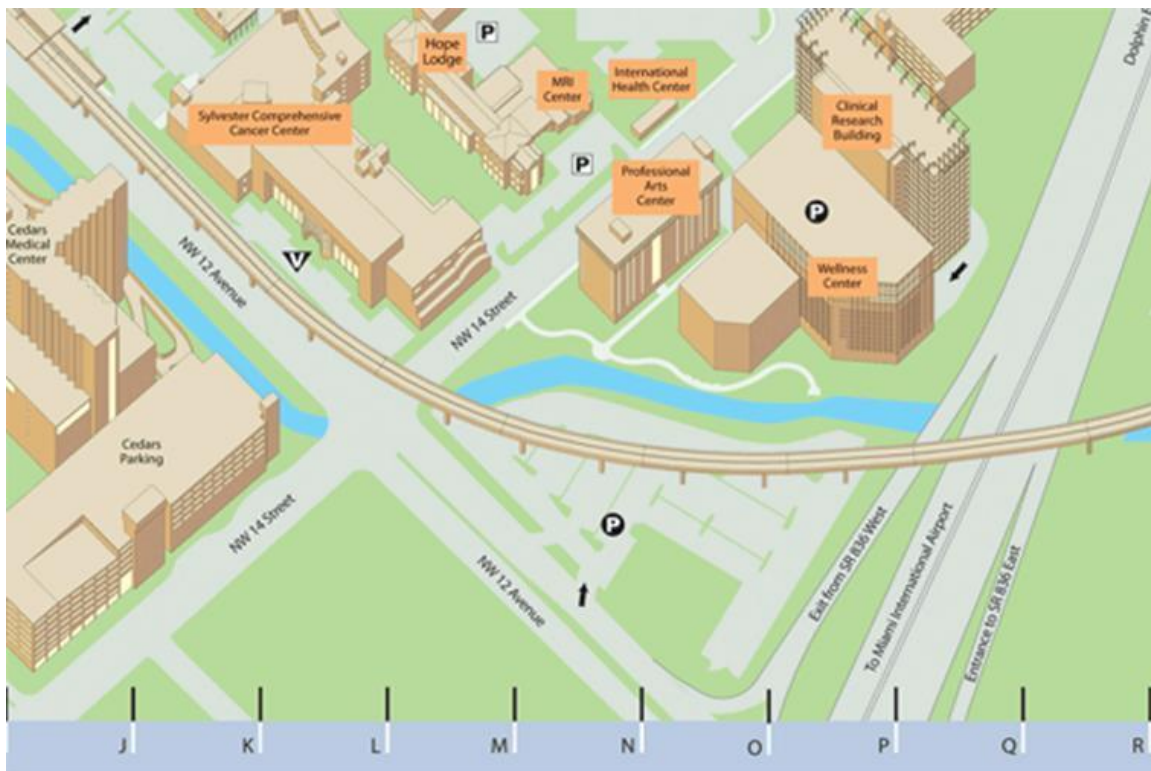 Dolphin E
Hope
Lodge
P
MRI
Center
International
Health Center
Sylvester Comprehensive
Cancer Center
Clinical
Research
Building
P
Professional
Arts
Center
P
Cedars
Medical
Center
NW 12 Avenue
V
Wellness
Center
NW 14 Street
Cedars
Parking
NW 14 Street
P
NW 12 Avenue
Exit from SR 836 West
To Miami International Airport
Entrance to SR 836 East
J
K
L
M
N
O
P
Q
R